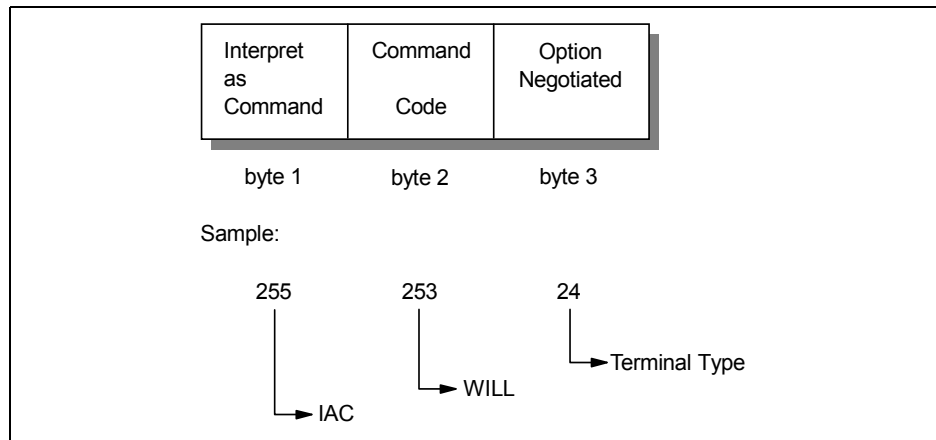 Interpret
as
Command
Command
Code
Option
Negotiated
byte 1
byte 2
byte 3
Sample:
255
253
24
Terminal Type
WILL
IAC